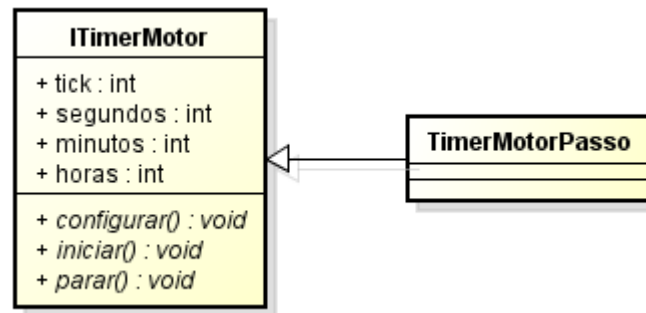 ITimerMotor
+ tick : int
+ segundos : int
+ minutos : int
+ horas : int
+ configurar() : void
+ iniciar() : void
+ parar() : void
TimerMotorPasso